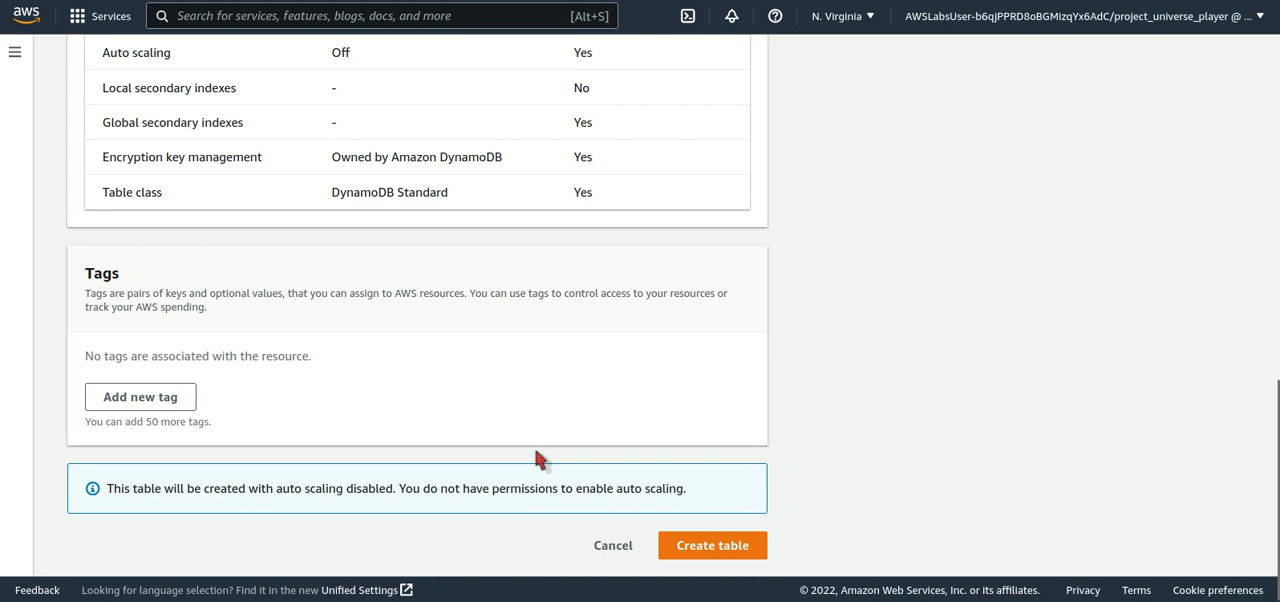 aws Services Search for services, features, blogs, docs, and more [Alt+S] N. Virginia AWSLabsUser-b6qjPPRD8oBGMizqYx6AdC/project_universe_player @ ...
Auto scaling Off Yes
Local secondary indexes - No
Global secondary indexes - Yes
Encryption key management Owned by Amazon DynamoDB Yes
Table class DynamoDB Standard Yes
Tags
Tags are pairs of keys and optional values, that you can assign to AWS resources. You can use tags to control access to your resources or
track your AWS spending.
No tags are associated with the resource.
Add new tag
You can add 50 more tags.
This table will be created with auto scaling disabled. You do not have permissions to enable auto scaling.
Cancel Create table
Feedback Looking for language selection? Find it in the new Unified Settings © 2022, Amazon Web Services, Inc. or its affiliates. Privacy Terms Cookie preferences